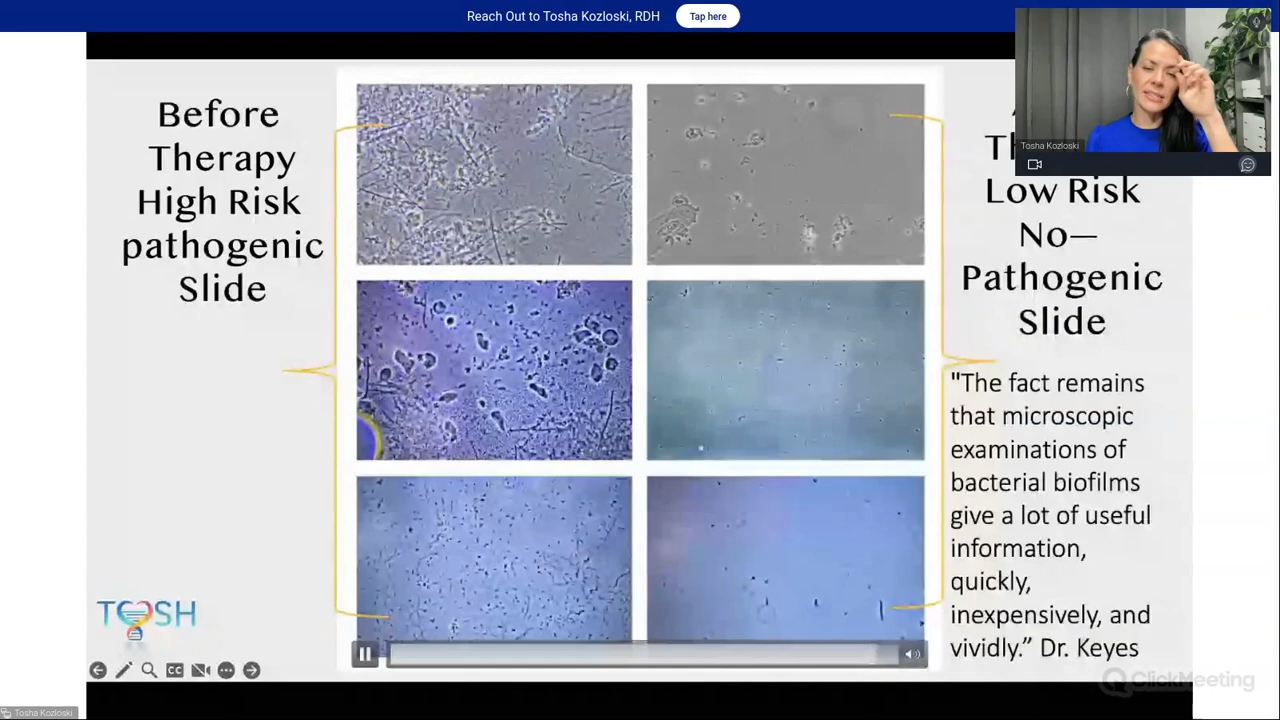 Reach Out to Tosha Kozloski, RDH
Tap here
Before
Therapy
High Risk
pathogenic
Slide
Tosha Kozloski
Low Risk
No—
Pathogenic
Slide
"The fact remains
that microscopic
examinations of
bacterial biofilms
give a lot of useful
information,
quickly,
inexpensively, and
vividly.” Dr. Keyes
TOOSH
CC
ClickMeeting
Tosha Kozloski